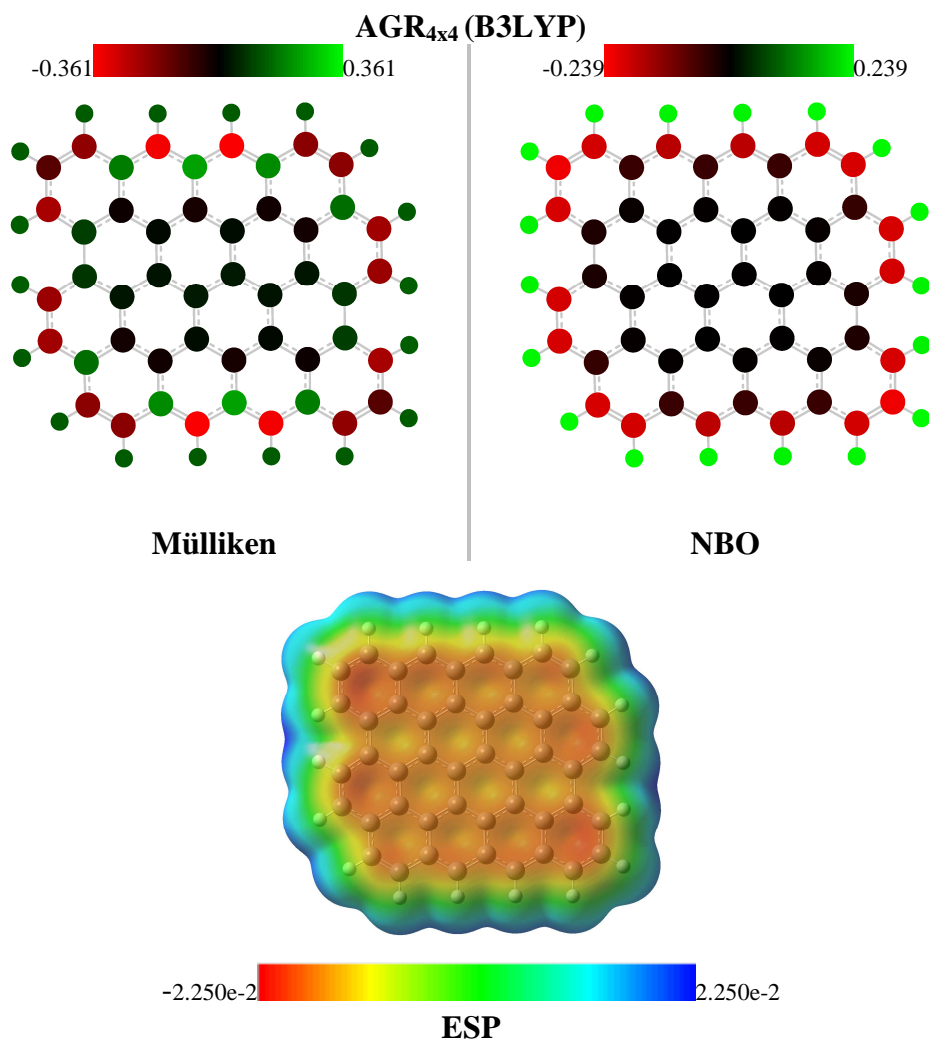 AGR4x4 (B3LYP)
-0.361 0.361
-0.239 0.239
Mülliken
NBO
-2.250e-2 2.250e-2
ESP